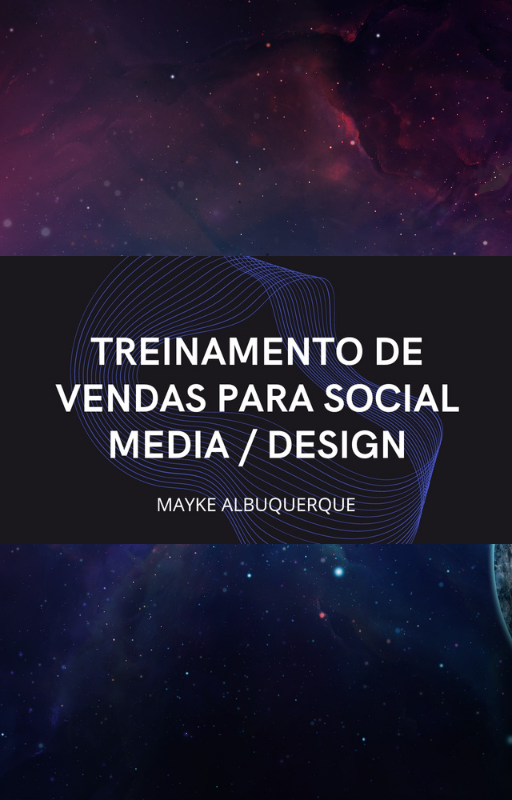 TREINAMENTO DE
VENDAS PARA SOCIAL
MEDIA / DESIGN
MAYKE ALBUQUERQUE